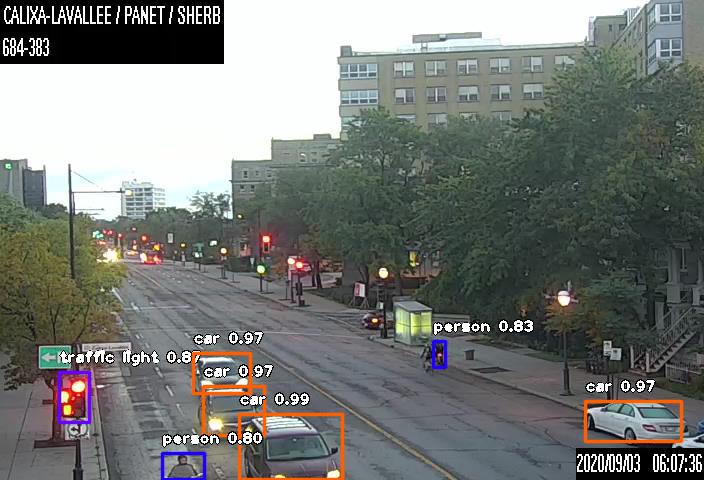 CALIXA-LAVALLEE / PANET / SHERB
684-383
car 0.97
person 0.83
traffic light 0.87
car 0.97
car 0.97
car 0.99
person 0.80
2020/09/03 06:07:36